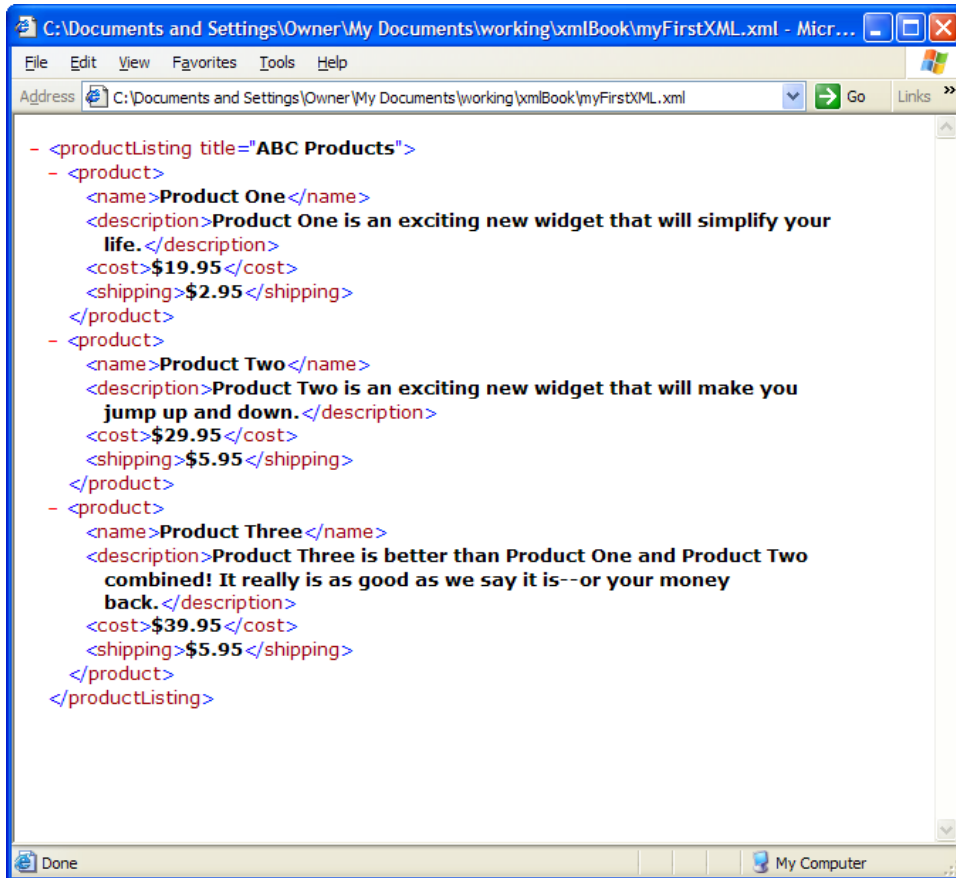 C:\Documents and Settings\Owner\My Documents\working\xmlBook\myFirstXML.xml - Micr...
File Edit View Favorites Tools Help
Address C:\Documents and Settings\Owner\My Documents\working\xmlBook\myFirstXML.xml Go Links »
- <productListing title="ABC Products">
- <product>
<name>Product One</name>
<description>Product One is an exciting new widget that will simplify your
life.</description>
<cost>$19.95</cost>
<shipping>$2.95</shipping>
</product>
- <product>
<name>Product Two</name>
<description>Product Two is an exciting new widget that will make you
jump up and down.</description>
<cost>$29.95</cost>
<shipping>$5.95</shipping>
</product>
- <product>
<name>Product Three</name>
<description>Product Three is better than Product One and Product Two
combined! It really is as good as we say it is--or your money
back.</description>
<cost>$39.95</cost>
<shipping>$5.95</shipping>
</product>
</productListing>
Done My Computer